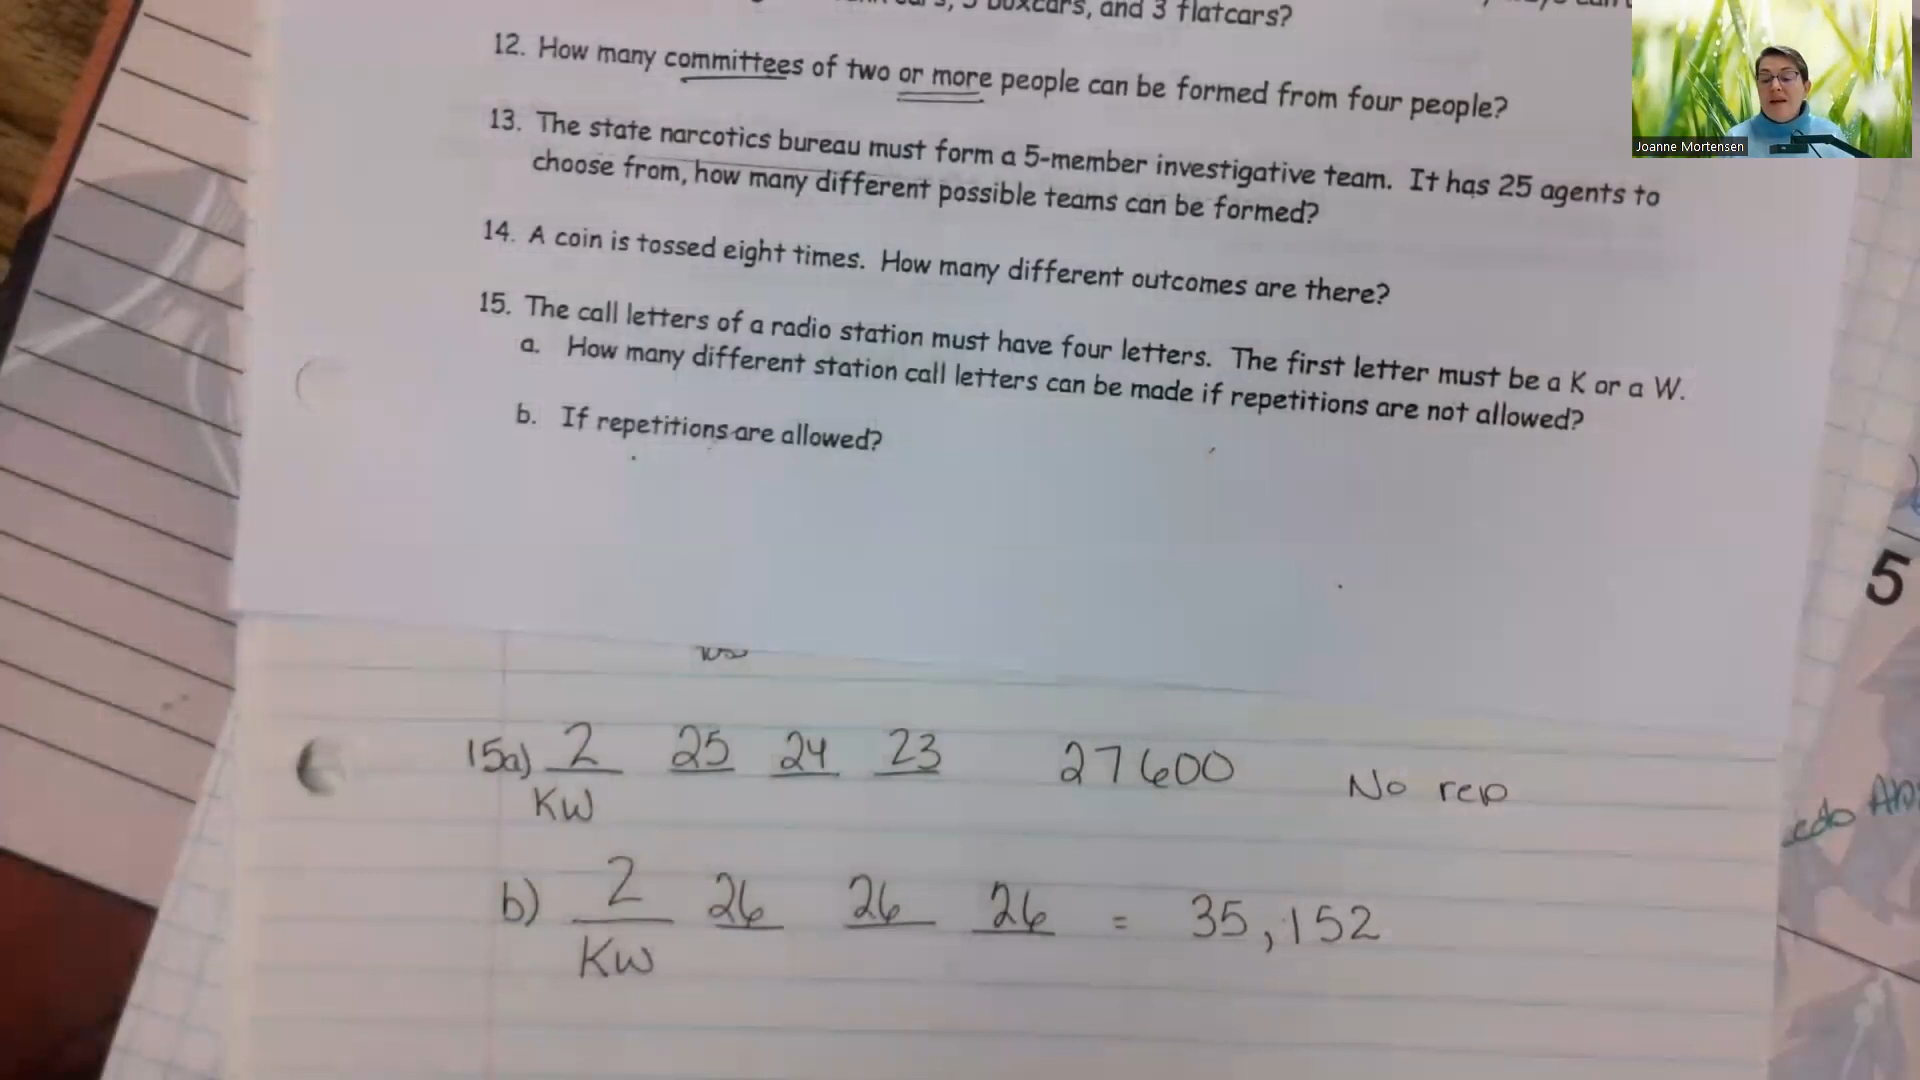 boxcars, and 3 flatcars?
12. How many committees of two or more people can be formed from four people?
13. The state narcotics bureau must form a 5-member investigative team. It has 25 agents to
choose from, how many different possible teams can be formed?
14. A coin is tossed eight times. How many different outcomes are there?
15. The call letters of a radio station must have four letters. The first letter must be a K or a W.
a. How many different station call letters can be made if repetitions are not allowed?
b. If repetitions are allowed?
Joanne Mortensen
5
15a) 2 25 24 23 27600 No rep
KW
b) 2 26 26 26 = 35,152
KW